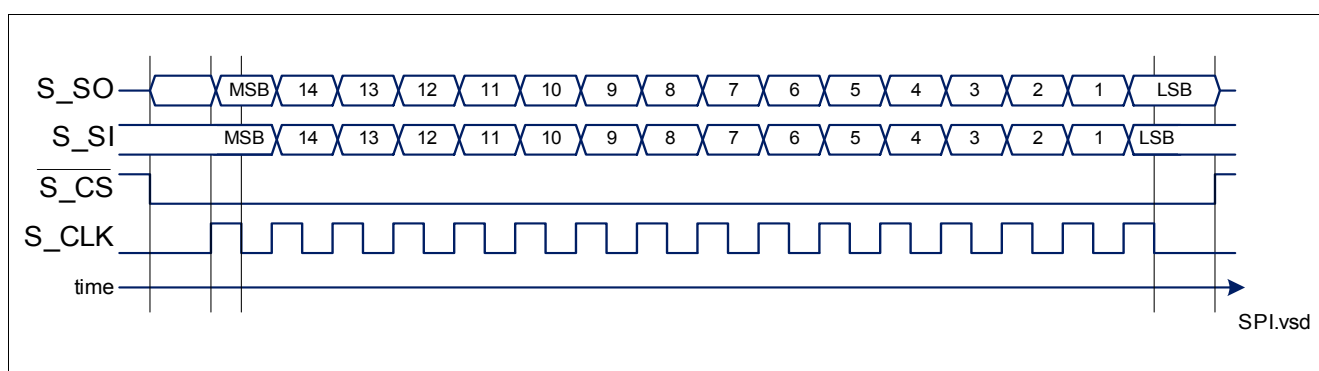 S_SO MSB 14 13 12 11 10 9 8 7 6 5 4 3 2 1 LSB
S_SI MSB 14 13 12 11 10 9 8 7 6 5 4 3 2 1 LSB
S_CS
S_CLK
time
SPI.vsd